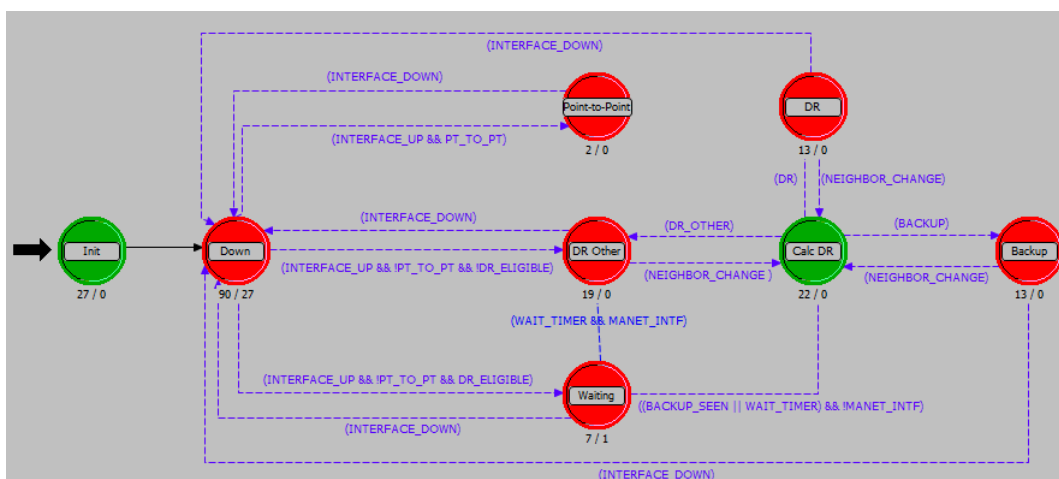 (INTERFACE_DOWN)
(INTERFACE_DOWN)
Point-to-Point
DR
(INTERFACE_UP && PT_TO_PT)
2 / 0
13 / 0
(DR)
(NEIGHBOR_CHANGE)
(INTERFACE_DOWN)
(DR_OTHER)
(BACKUP)
Init
Down
DR Other
Calc DR
Backup
(INTERFACE_UP && !PT_TO_PT && !DR_ELIGIBLE)
(NEIGHBOR_CHANGE )
(NEIGHBOR_CHANGE)
27 / 0
90 / 27
19 / 0
22 / 0
13 / 0
(WAIT_TIMER && MANET_INTF)
(INTERFACE_UP && !PT_TO_PT && DR_ELIGIBLE)
Waiting
((BACKUP_SEEN || WAIT_TIMER) && !MANET_INTF)
(INTERFACE_DOWN)
7 / 1
(INTERFACE_DOWN)